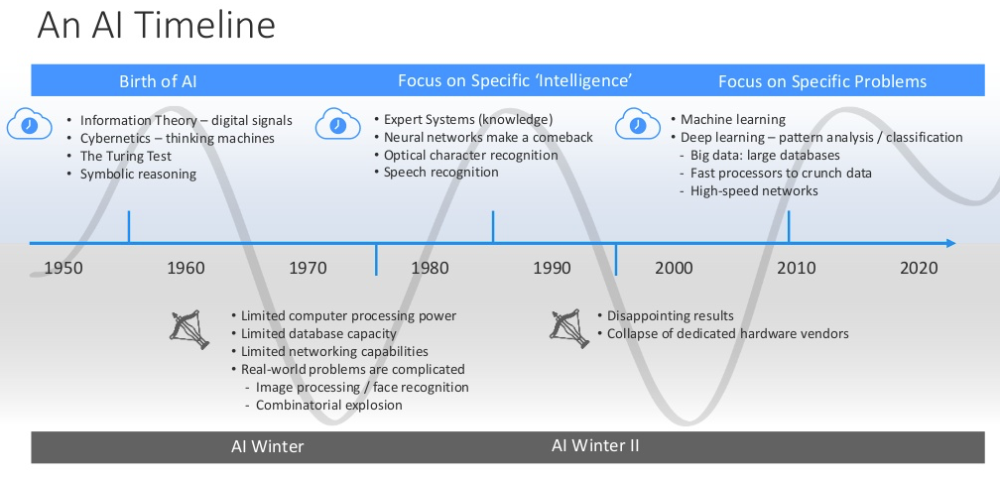 An AI Timeline
Birth of AI
Focus on Specific ‘Intelligence’
Focus on Specific Problems
• Information Theory – digital signals
• Cybernetics – thinking machines
• The Turing Test
• Symbolic reasoning
• Expert Systems (knowledge)
• Neural networks make a comeback
• Optical character recognition
• Speech recognition
• Machine learning
• Deep learning – pattern analysis / classification
- Big data: large databases
- Fast processors to crunch data
- High-speed networks
1950 1960 1970 1980 1990 2000 2010 2020
• Limited computer processing power
• Limited database capacity
• Limited networking capabilities
• Real-world problems are complicated
- Image processing / face recognition
- Combinatorial explosion
• Disappointing results
• Collapse of dedicated hardware vendors
AI Winter
AI Winter II